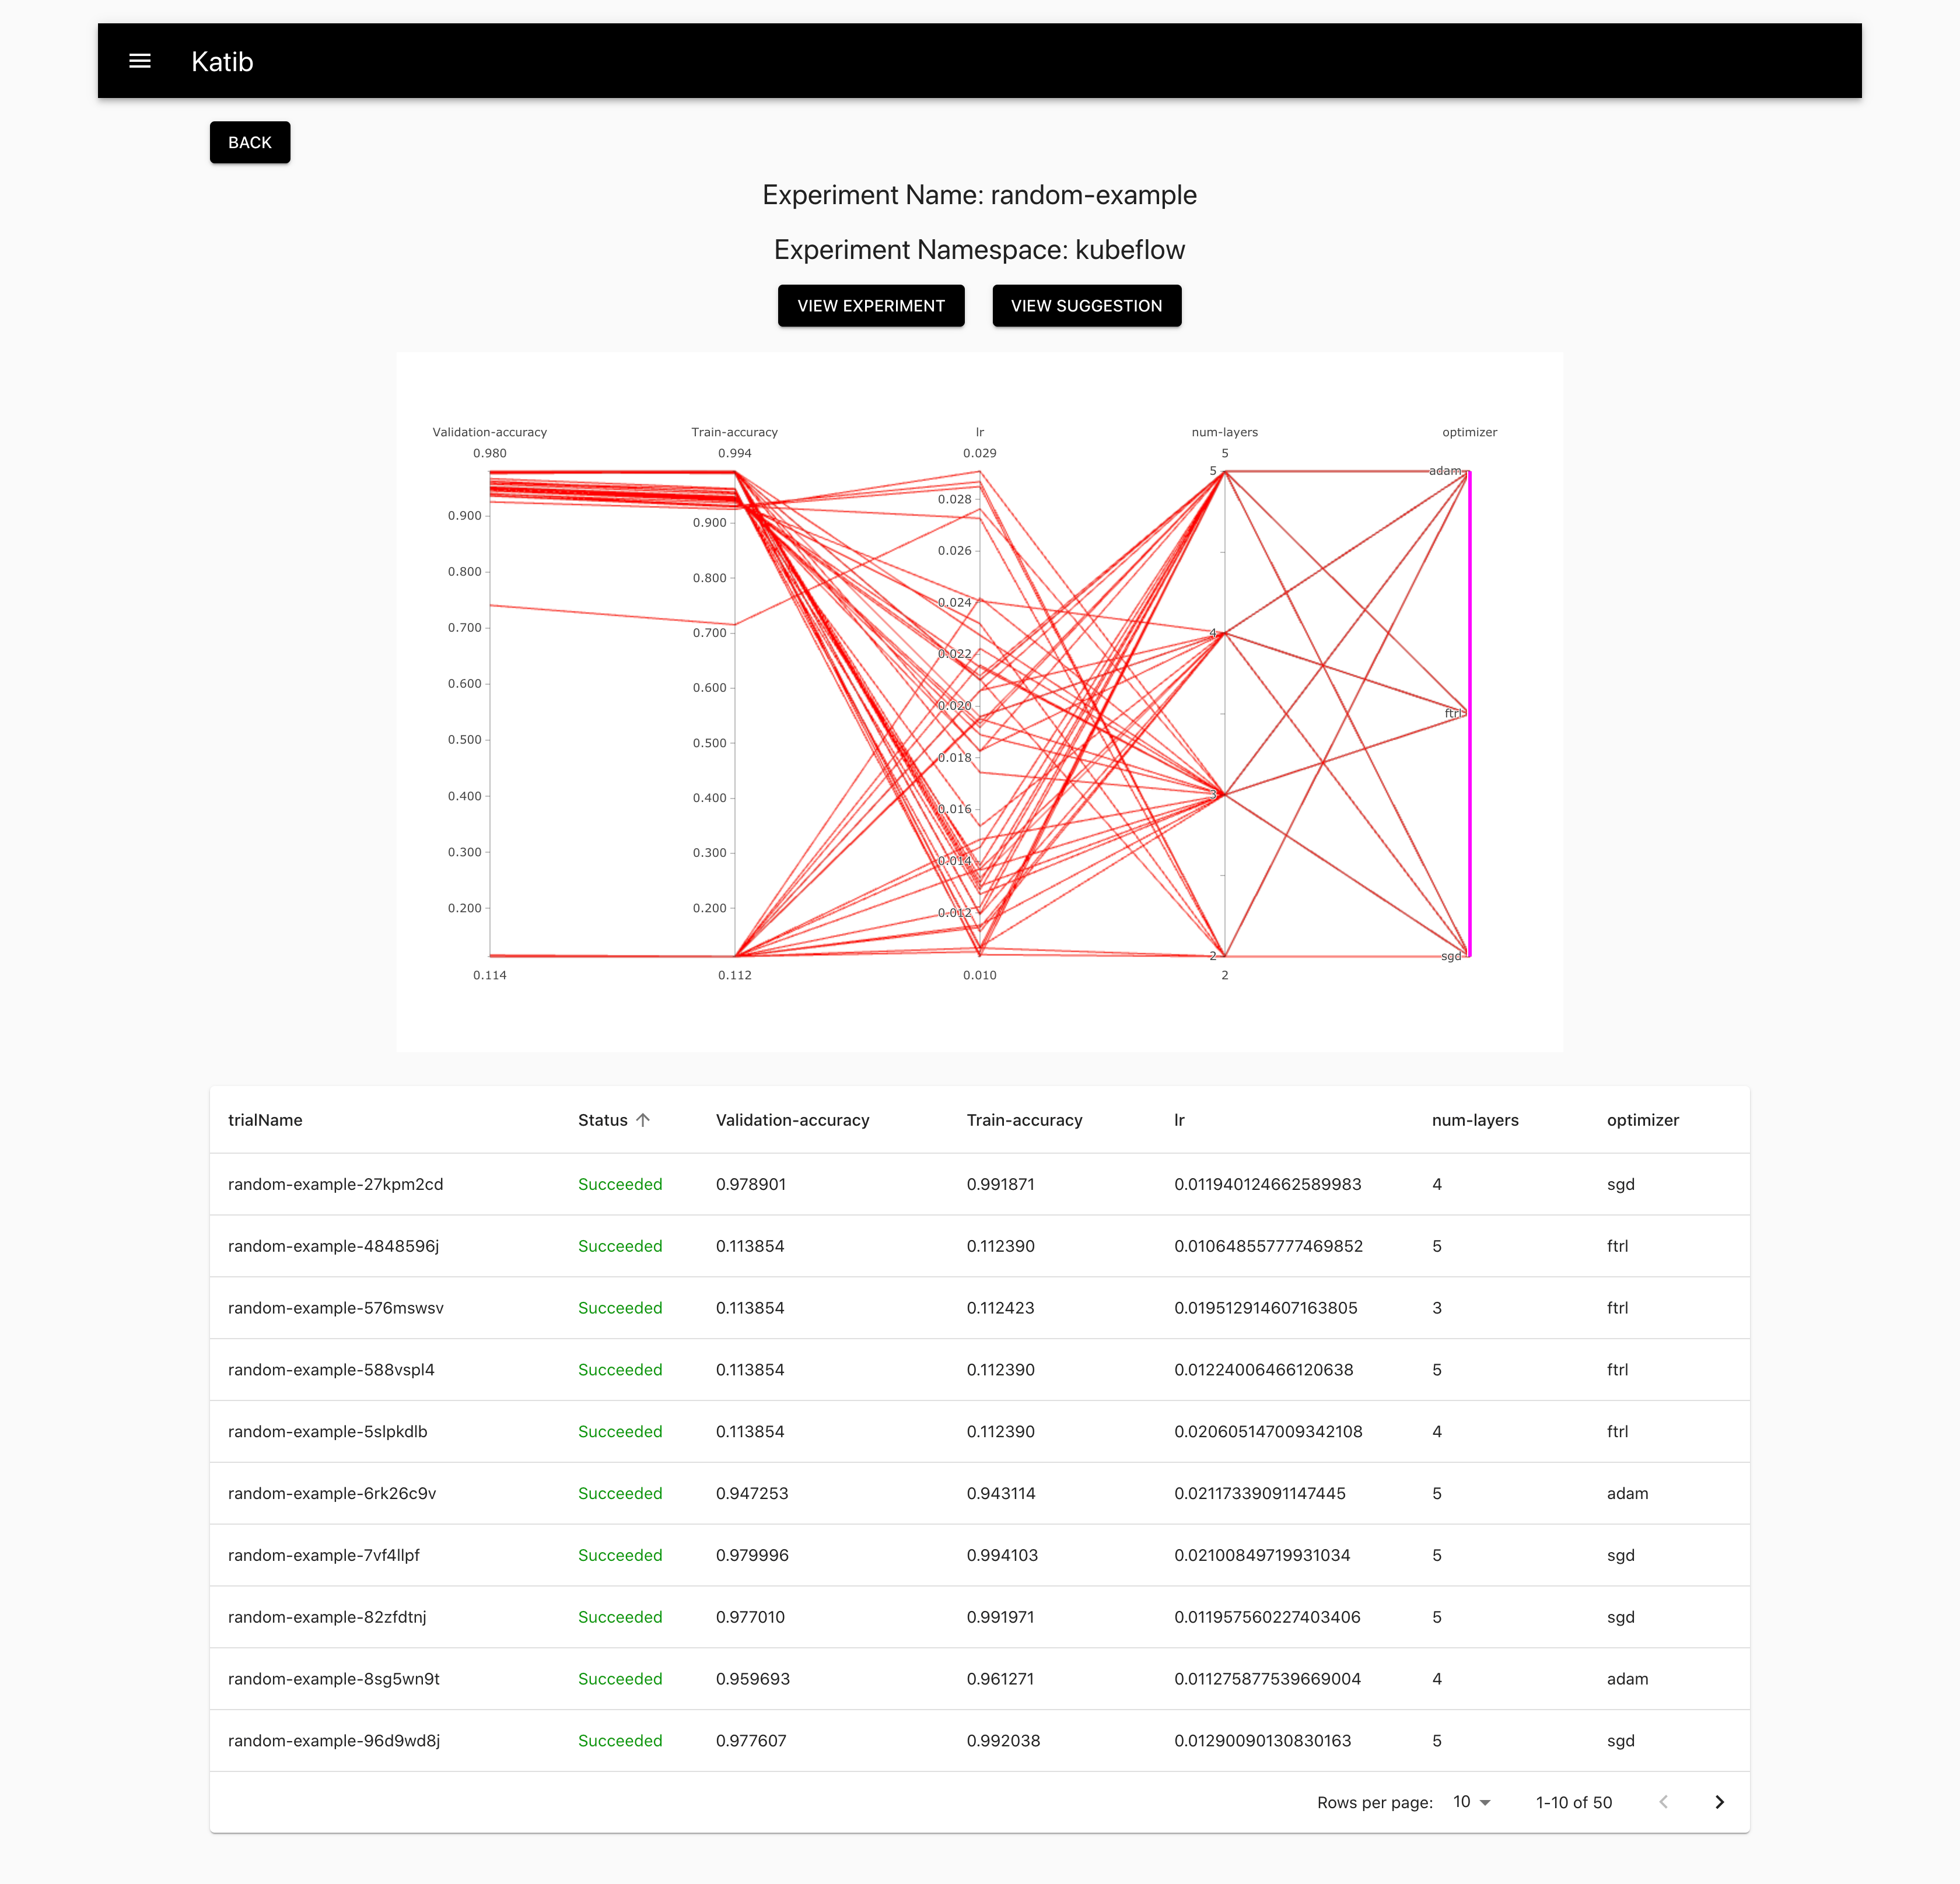 Katib
BACK
Experiment Name: random-example
Experiment Namespace: kubeflow
VIEW EXPERIMENT VIEW SUGGESTION
Validation-accuracy Train-accuracy lr num-layers optimizer
0.980 0.994 0.029 5
5 adam
0.028
0.900 0.900
0.026
0.800 0.800
0.024
0.700 0.700 4
0.022
0.600 0.600
0.020 ftrl
0.500 0.500
0.018
0.400 0.400 3
0.016
0.300 0.300
0.014
0.200 0.200
0.012
2 sgd
0.114 0.112 0.010 2
trialName Status Validation-accuracy Train-accuracy lr num-layers optimizer
random-example-27kpm2cd Succeeded 0.978901 0.991871 0.011940124662589983 4 sgd
random-example-4848596j Succeeded 0.113854 0.112390 0.010648557777469852 5 ftrl
random-example-576mswsv Succeeded 0.113854 0.112423 0.019512914607163805 3 ftrl
random-example-588vspl4 Succeeded 0.113854 0.112390 0.01224006466120638 5 ftrl
random-example-5slpkdlb Succeeded 0.113854 0.112390 0.020605147009342108 4 ftrl
random-example-6rk26c9v Succeeded 0.947253 0.943114 0.02117339091147445 5 adam
random-example-7vf4llpf Succeeded 0.979996 0.994103 0.02100849719931034 5 sgd
random-example-82zfdtnj Succeeded 0.977010 0.991971 0.011957560227403406 5 sgd
random-example-8sg5wn9t Succeeded 0.959693 0.961271 0.011275877539669004 4 adam
random-example-96d9wd8j Succeeded 0.977607 0.992038 0.01290090130830163 5 sgd
Rows per page: 10 1-10 of 50